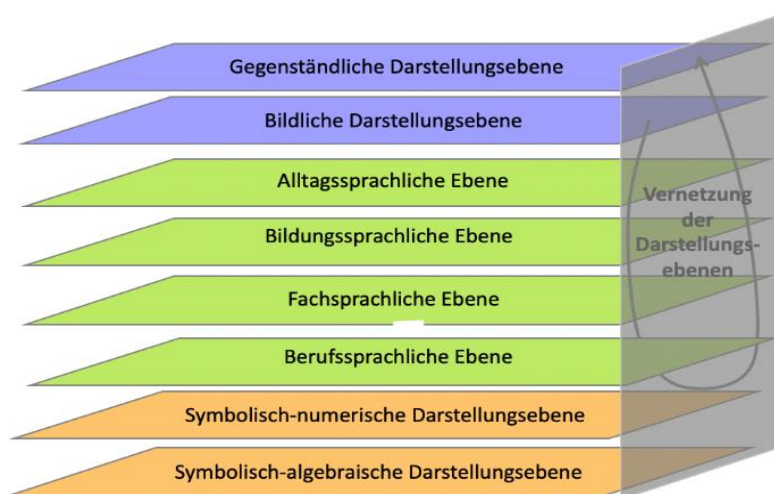 Gegenständliche Darstellungsebene
Bildliche Darstellungsebene
Alltagssprachliche Ebene
Bildungssprachliche Ebene
Fachsprachliche Ebene
Berufssprachliche Ebene
Symbolisch-numerische Darstellungsebene
Symbolisch-algebraische Darstellungsebene
Vernetzung
der
Darstellungs-
ebenen